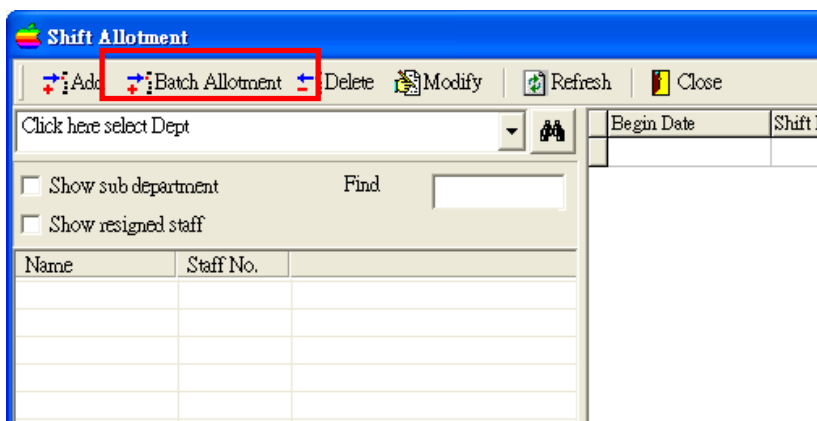 Shift Allotment
Add Batch Allotment Delete Modify Refresh Close
Click here select Dept
Begin Date Shift
Show sub department Find
Show resigned staff
Name Staff No.